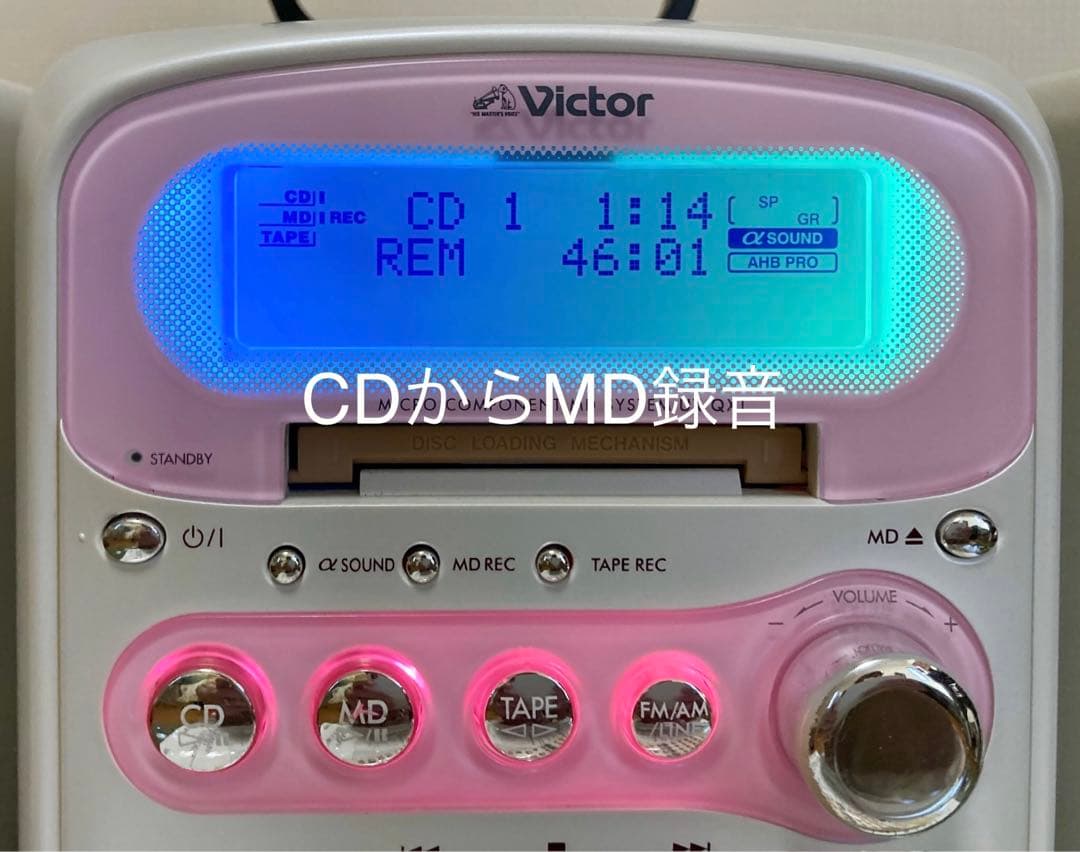 "HIS MASTER'S VOICE"
Victor
CD
MD REC
TAPE
CD 1 1:14
REM 46:01
SP
GR
α SOUND
AHB PRO
CDからMD録音
DISC LOADING MECHANISM
STANDBY
⏻/I
MD ⏏
α SOUND
MD REC
TAPE REC
VOLUME
− +
CD
MD
TAPE
◁ ▷
FM/AM
/LINE